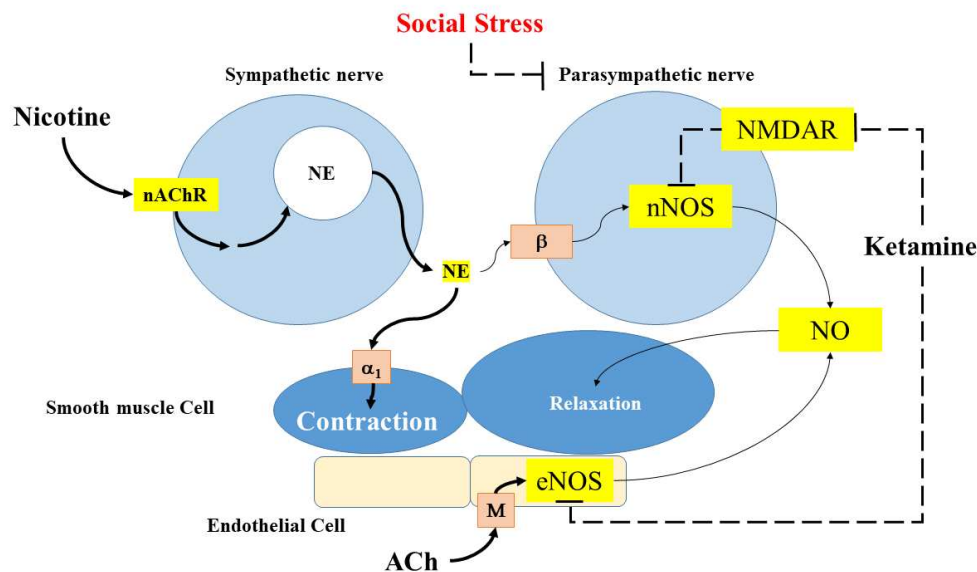 Social Stress
Sympathetic nerve
Parasympathetic nerve
Nicotine
NMDAR
NE
nAChR
nNOS
β
Ketamine
NE
NO
α₁
Smooth muscle Cell
Contraction
Relaxation
eNOS
M
Endothelial Cell
ACh